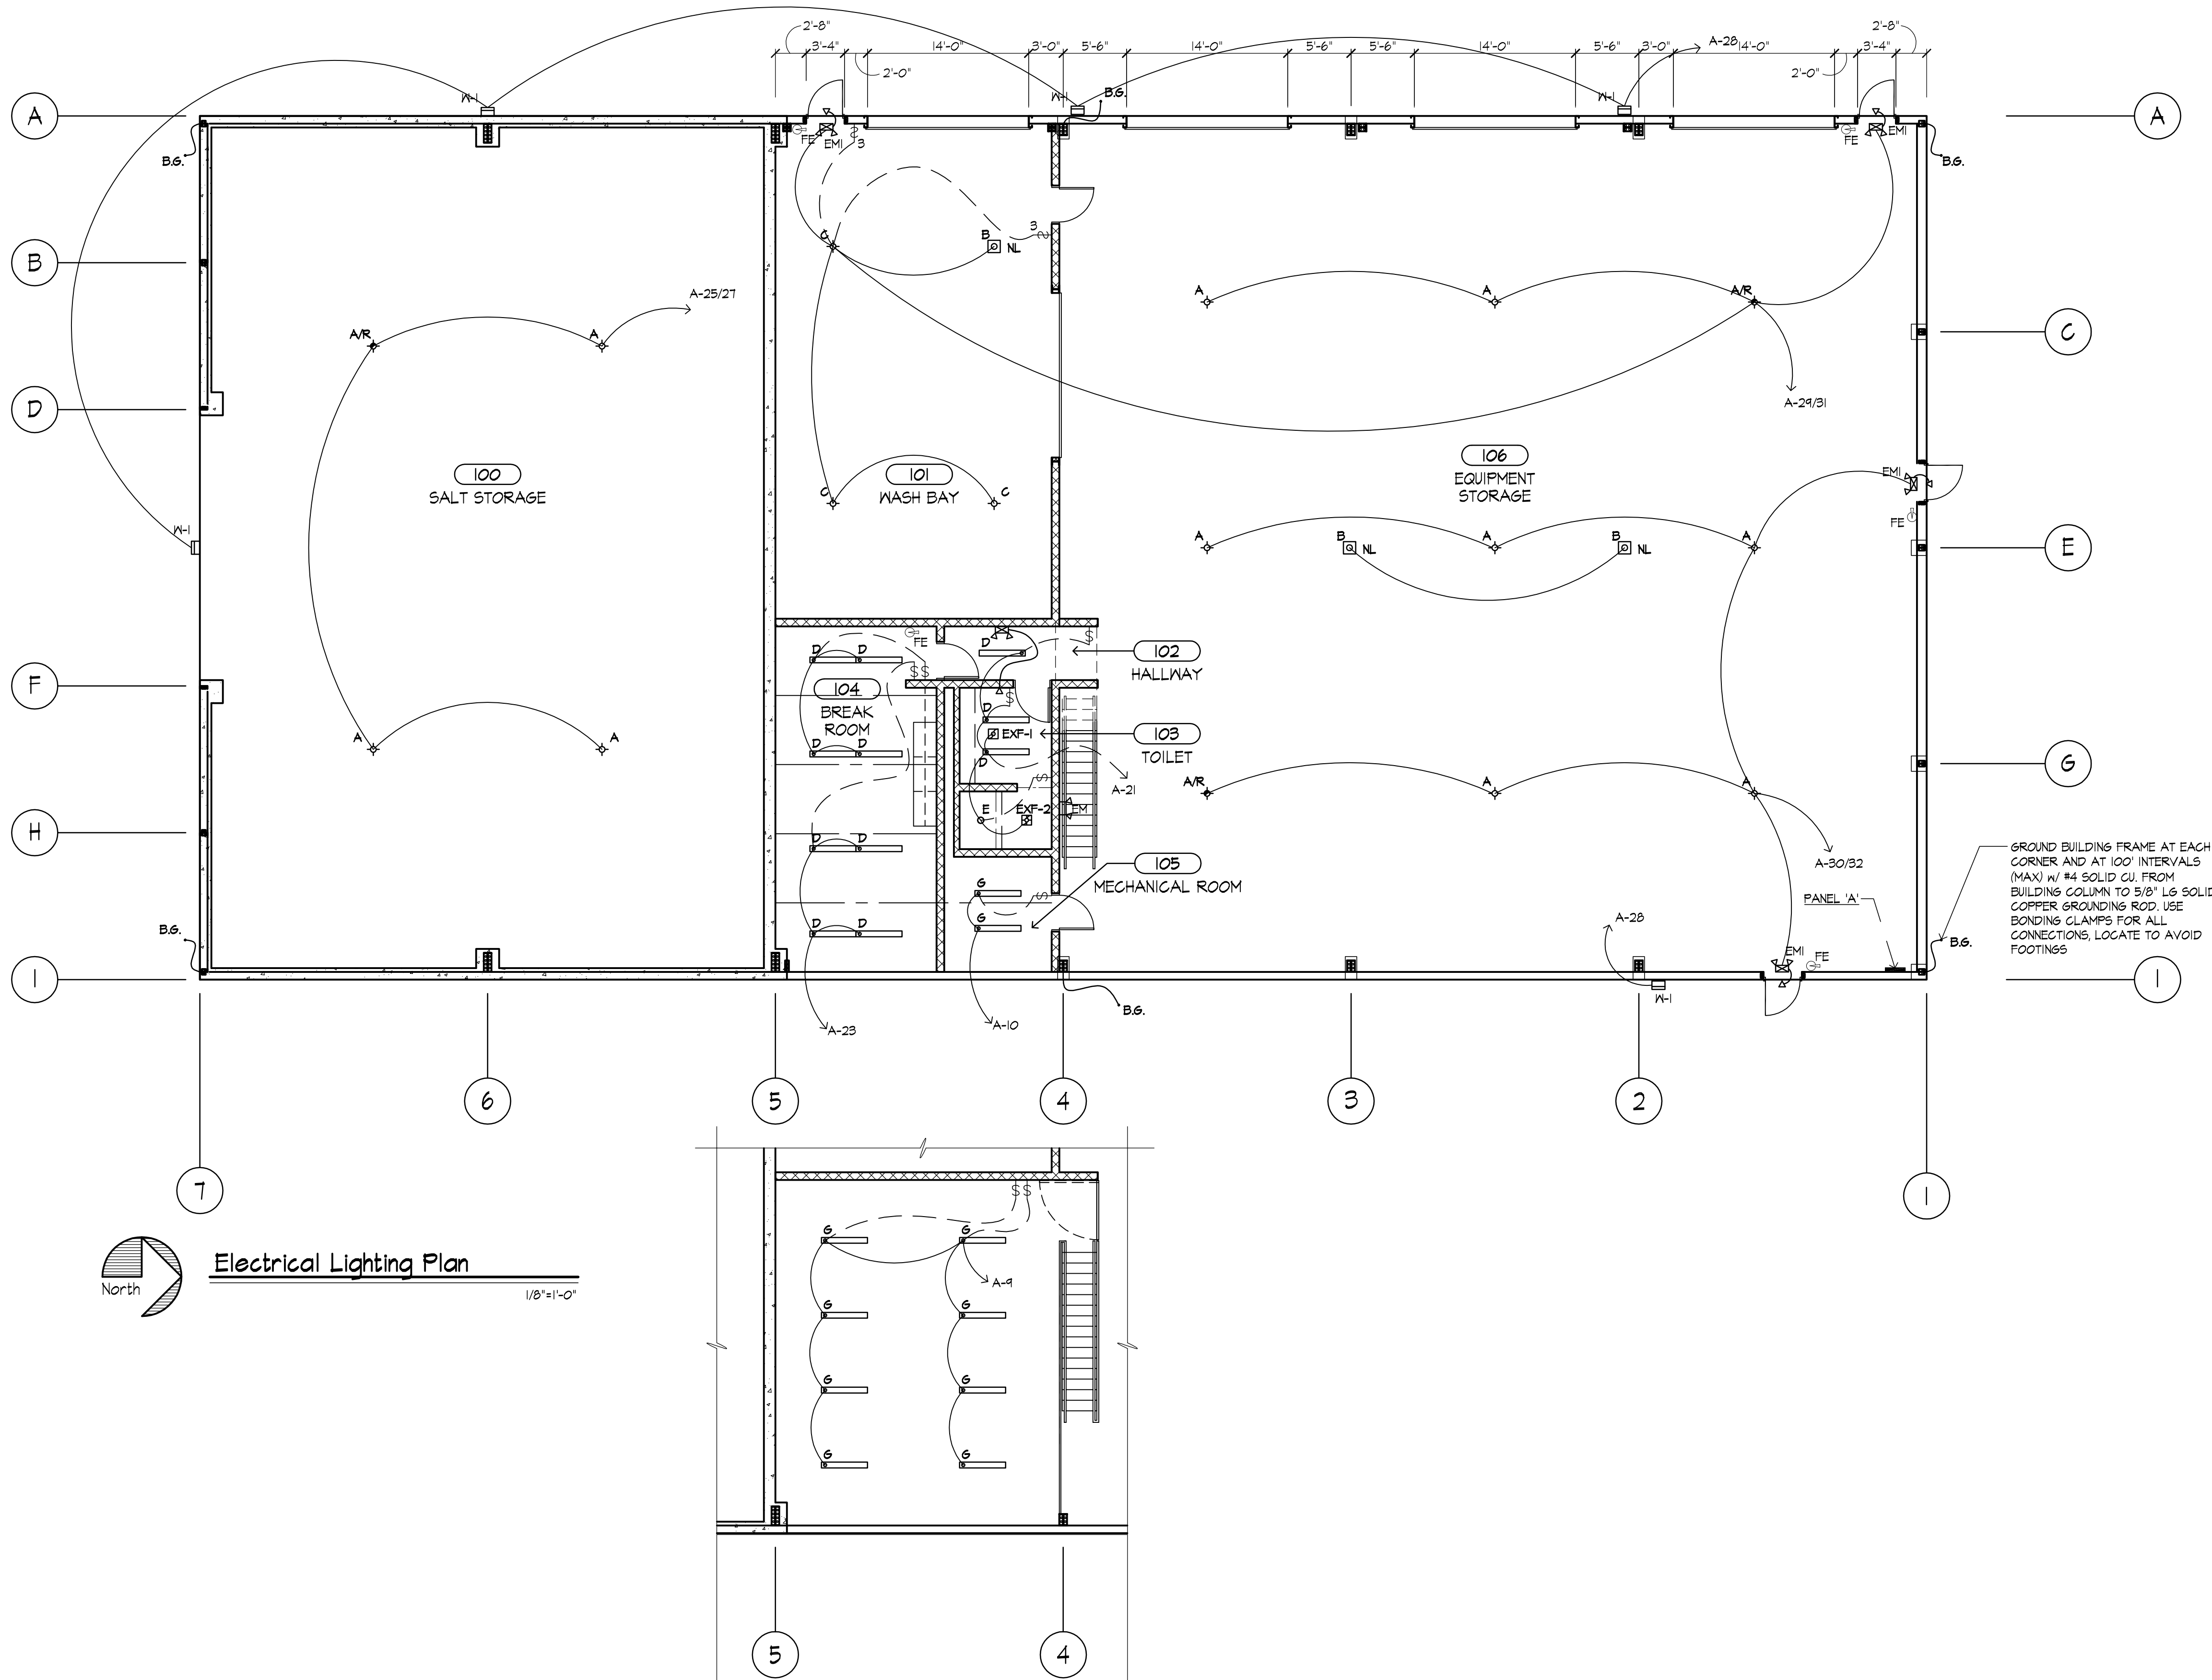 2'-8"
2'-8"
3'-4"
14'-0"
3'-0"
5'-6"
14'-0"
5'-6"
5'-6"
14'-0"
5'-6"
3'-0"
A-28
14'-0"
3'-4"
2'-0"
2'-0"
W-1
W-1
B.G.
W-1
A
A
B.G.
FE
EM1
3
FE
EM1
B.G.
B
C
3
B
NL
A-25/27
A
A
A/R
C
A/R
A
D
A-29/31
100
SALT STORAGE
101
WASH BAY
106
EQUIPMENT
STORAGE
EM1
C
C
FE
W-1
A
B
NL
A
B
NL
A
E
FE
D
D
D
102
HALLWAY
F
104
BREAK
ROOM
S
S
S
S
D
EXF-1
103
TOILET
D
D
D
A
A
G
A-21
A/R
A
A
S
E
EXF-2
EM
H
D
D
105
MECHANICAL ROOM
A-30/32
GROUND BUILDING FRAME AT EACH
CORNER AND AT 100' INTERVALS
(MAX) W/ #4 SOLID CU. FROM
BUILDING COLUMN TO 5/8" LG SOLID
COPPER GROUNDING ROD. USE
BONDING CLAMPS FOR ALL
CONNECTIONS, LOCATE TO AVOID
FOOTINGS
G
S
G
PANEL 'A'
A-28
B.G.
D
D
B.G.
EM1
FE
I
I
W-1
A-23
A-10
B.G.
6
5
4
3
2
7
1
S
S
G
G
A-9
North
Electrical Lighting Plan
1/8"=1'-0"
G
G
G
G
G
G
5
4